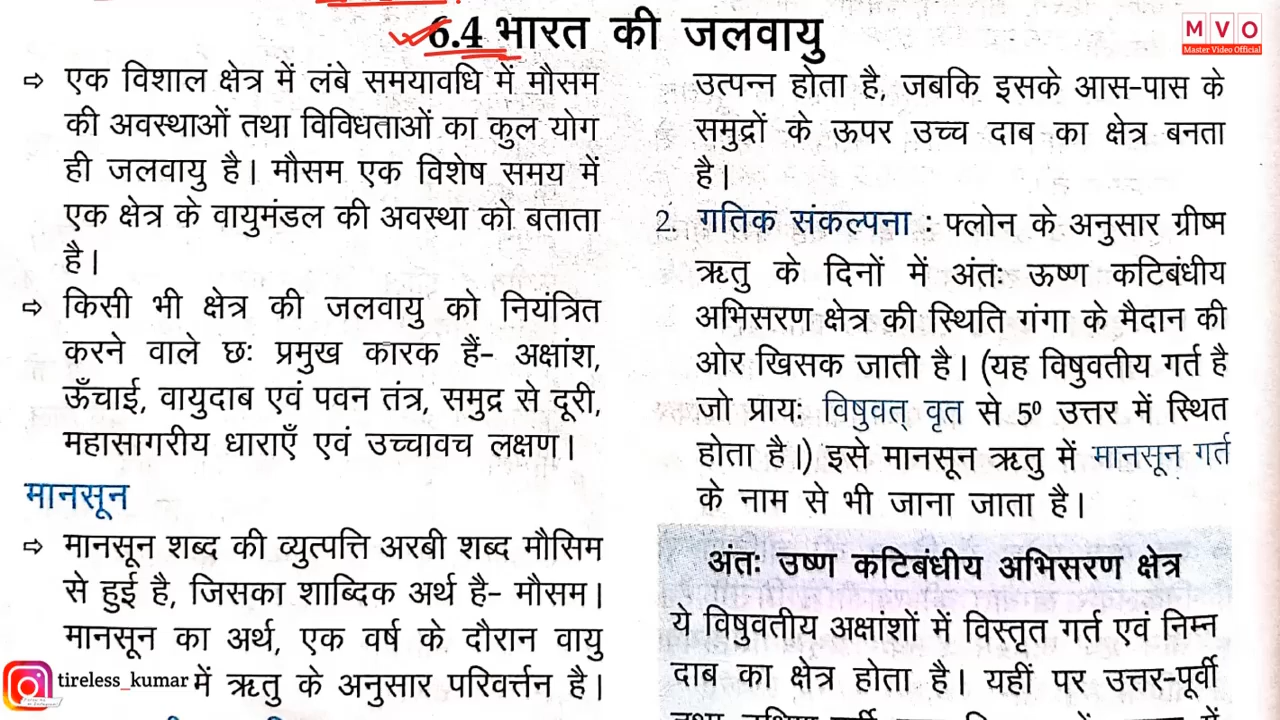 6.4 भारत की जलवायु
M V O
Master Video Official
⇨ एक विशाल क्षेत्र में लंबे समयावधि में मौसम
की अवस्थाओं तथा विविधताओं का कुल योग
ही जलवायु है। मौसम एक विशेष समय में
एक क्षेत्र के वायुमंडल की अवस्था को बताता
है।
⇨ किसी भी क्षेत्र की जलवायु को नियंत्रित
करने वाले छः प्रमुख कारक हैं- अक्षांश,
ऊँचाई, वायुदाब एवं पवन तंत्र, समुद्र से दूरी,
महासागरीय धाराएँ एवं उच्चावच लक्षण।
मानसून
⇨ मानसून शब्द की व्युत्पत्ति अरबी शब्द मौसिम
से हुई है, जिसका शाब्दिक अर्थ है- मौसम।
मानसून का अर्थ, एक वर्ष के दौरान वायु
में ऋतु के अनुसार परिवर्त्तन है।
tireless_kumar
उत्पन्न होता है, जबकि इसके आस-पास के
समुद्रों के ऊपर उच्च दाब का क्षेत्र बनता
है।
2. गतिक संकल्पना : फ्लोन के अनुसार ग्रीष्म
ऋतु के दिनों में अंतः ऊष्ण कटिबंधीय
अभिसरण क्षेत्र की स्थिति गंगा के मैदान की
ओर खिसक जाती है। (यह विषुवतीय गर्त है
जो प्रायः विषुवत् वृत से 5⁰ उत्तर में स्थित
होता है।) इसे मानसून ऋतु में मानसून गर्त
के नाम से भी जाना जाता है।
अंतः उष्ण कटिबंधीय अभिसरण क्षेत्र
ये विषुवतीय अक्षांशों में विस्तृत गर्त एवं निम्न
दाब का क्षेत्र होता है। यहीं पर उत्तर-पूर्वी